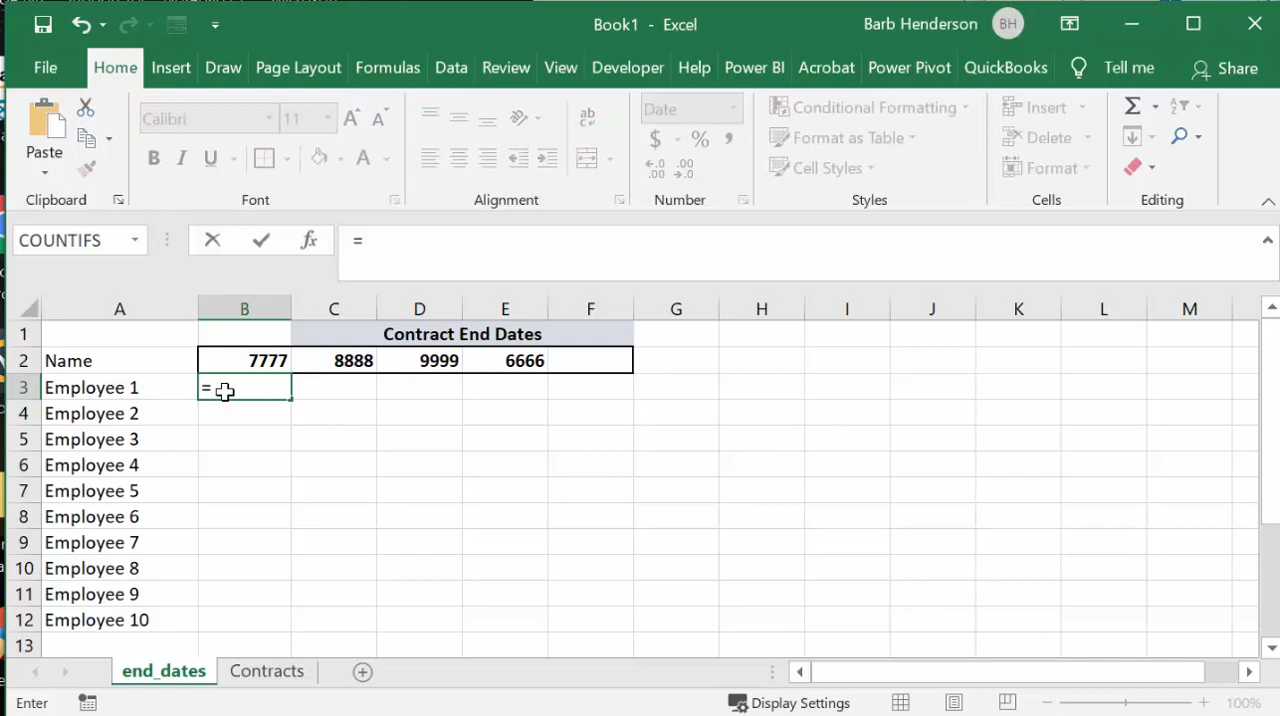 Book1 - Excel
Barb Henderson
BH
File Home Insert Draw Page Layout Formulas Data Review View Developer Help Power BI Acrobat Power Pivot QuickBooks Tell me Share
Calibri 11
Date
Conditional Formatting
Insert
Format as Table
Delete
Cell Styles
Format
Paste
B I U A
ab
$ % ,
Clipboard Font Alignment Number Styles Cells Editing
COUNTIFS fx =
A B C D E F G H I J K L M
1 Contract End Dates
2 Name 7777 8888 9999 6666
3 Employee 1 =
4 Employee 2
5 Employee 3
6 Employee 4
7 Employee 5
8 Employee 6
9 Employee 7
10 Employee 8
11 Employee 9
12 Employee 10
13
end_dates Contracts
Enter Display Settings 100%